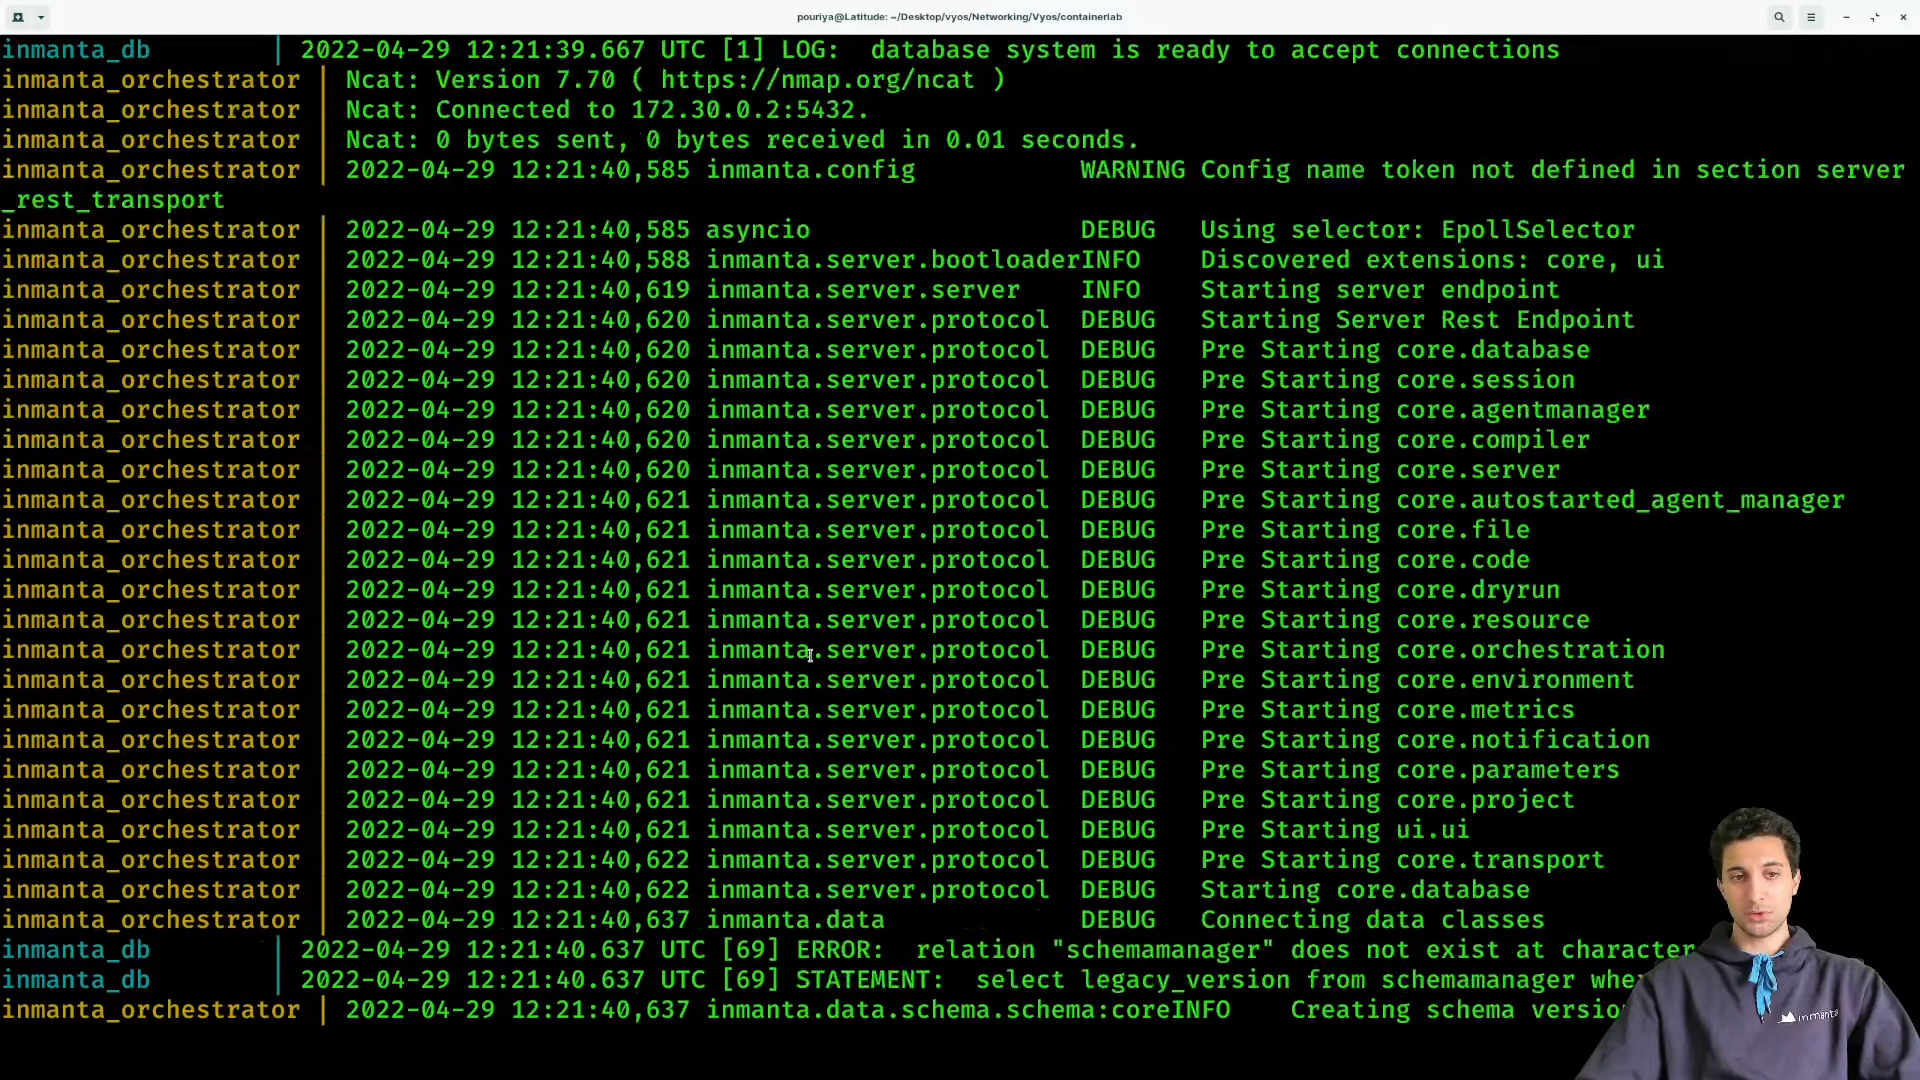 pouriya@Latitude: ~/Desktop/vyos/Networking/Vyos/containerlab
inmanta_db | 2022-04-29 12:21:39.667 UTC [1] LOG: database system is ready to accept connections
inmanta_orchestrator | Ncat: Version 7.70 ( https://nmap.org/ncat )
inmanta_orchestrator | Ncat: Connected to 172.30.0.2:5432.
inmanta_orchestrator | Ncat: 0 bytes sent, 0 bytes received in 0.01 seconds.
inmanta_orchestrator | 2022-04-29 12:21:40,585 inmanta.config WARNING Config name token not defined in section server
_rest_transport
inmanta_orchestrator | 2022-04-29 12:21:40,585 asyncio DEBUG Using selector: EpollSelector
inmanta_orchestrator | 2022-04-29 12:21:40,588 inmanta.server.bootloaderINFO Discovered extensions: core, ui
inmanta_orchestrator | 2022-04-29 12:21:40,619 inmanta.server.server INFO Starting server endpoint
inmanta_orchestrator | 2022-04-29 12:21:40,620 inmanta.server.protocol DEBUG Starting Server Rest Endpoint
inmanta_orchestrator | 2022-04-29 12:21:40,620 inmanta.server.protocol DEBUG Pre Starting core.database
inmanta_orchestrator | 2022-04-29 12:21:40,620 inmanta.server.protocol DEBUG Pre Starting core.session
inmanta_orchestrator | 2022-04-29 12:21:40,620 inmanta.server.protocol DEBUG Pre Starting core.agentmanager
inmanta_orchestrator | 2022-04-29 12:21:40,620 inmanta.server.protocol DEBUG Pre Starting core.compiler
inmanta_orchestrator | 2022-04-29 12:21:40,620 inmanta.server.protocol DEBUG Pre Starting core.server
inmanta_orchestrator | 2022-04-29 12:21:40,621 inmanta.server.protocol DEBUG Pre Starting core.autostarted_agent_manager
inmanta_orchestrator | 2022-04-29 12:21:40,621 inmanta.server.protocol DEBUG Pre Starting core.file
inmanta_orchestrator | 2022-04-29 12:21:40,621 inmanta.server.protocol DEBUG Pre Starting core.code
inmanta_orchestrator | 2022-04-29 12:21:40,621 inmanta.server.protocol DEBUG Pre Starting core.dryrun
inmanta_orchestrator | 2022-04-29 12:21:40,621 inmanta.server.protocol DEBUG Pre Starting core.resource
inmanta_orchestrator | 2022-04-29 12:21:40,621 inmanta.server.protocol DEBUG Pre Starting core.orchestration
inmanta_orchestrator | 2022-04-29 12:21:40,621 inmanta.server.protocol DEBUG Pre Starting core.environment
inmanta_orchestrator | 2022-04-29 12:21:40,621 inmanta.server.protocol DEBUG Pre Starting core.metrics
inmanta_orchestrator | 2022-04-29 12:21:40,621 inmanta.server.protocol DEBUG Pre Starting core.notification
inmanta_orchestrator | 2022-04-29 12:21:40,621 inmanta.server.protocol DEBUG Pre Starting core.parameters
inmanta_orchestrator | 2022-04-29 12:21:40,621 inmanta.server.protocol DEBUG Pre Starting core.project
inmanta_orchestrator | 2022-04-29 12:21:40,621 inmanta.server.protocol DEBUG Pre Starting ui.ui
inmanta_orchestrator | 2022-04-29 12:21:40,622 inmanta.server.protocol DEBUG Pre Starting core.transport
inmanta_orchestrator | 2022-04-29 12:21:40,622 inmanta.server.protocol DEBUG Starting core.database
inmanta_orchestrator | 2022-04-29 12:21:40,637 inmanta.data DEBUG Connecting data classes
inmanta_db | 2022-04-29 12:21:40.637 UTC [69] ERROR: relation "schemamanager" does not exist at character
inmanta_db | 2022-04-29 12:21:40.637 UTC [69] STATEMENT: select legacy_version from schemamanager whe
inmanta_orchestrator | 2022-04-29 12:21:40,637 inmanta.data.schema.schema:coreINFO Creating schema versio
inmanta